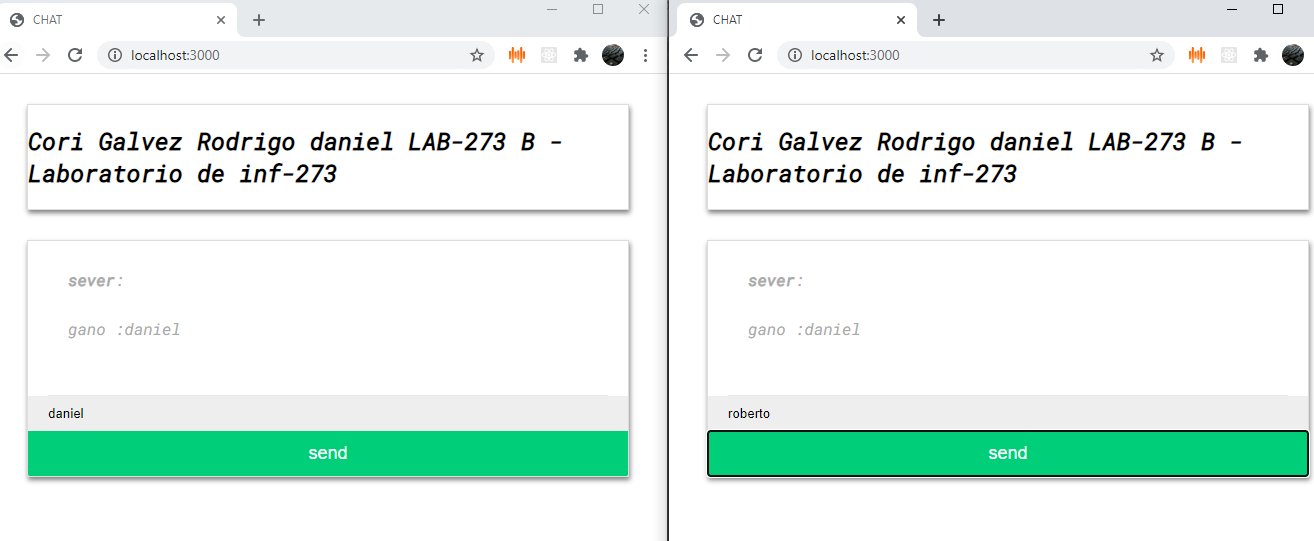 CHAT
localhost:3000
Cori Galvez Rodrigo daniel LAB-273 B -
Laboratorio de inf-273
sever:
gano :daniel
daniel
send
CHAT
localhost:3000
Cori Galvez Rodrigo daniel LAB-273 B -
Laboratorio de inf-273
sever:
gano :daniel
roberto
send